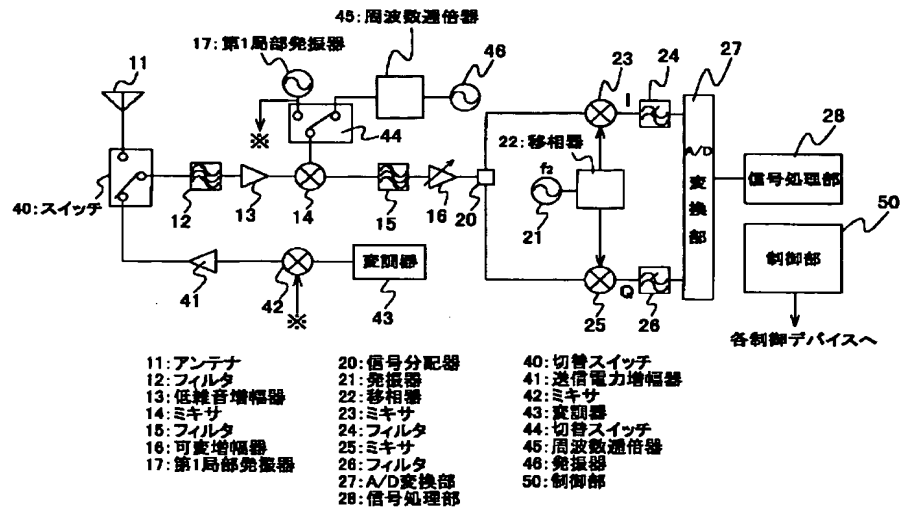 45:周波数逓倍器
17:第1局部発振器
46
11
※
44
23
24
27
I
22:移相器
f2
21
A/D変換部
28
信号処理部
50
制御部
各制御デバイスへ
40:スイッチ
12
13
14
15
16
20
41
42
※
変調器
43
25
Q
26
11:アンテナ
12:フィルタ
13:低雑音増幅器
14:ミキサ
15:フィルタ
16:可変増幅器
17:第1局部発振器
20:信号分配器
21:発振器
22:移相器
23:ミキサ
24:フィルタ
25:ミキサ
26:フィルタ
27:A/D変換部
28:信号処理部
40:切替スイッチ
41:送信電力増幅器
42:ミキサ
43:変調器
44:切替スイッチ
45:周波数逓倍器
46:発振器
50:制御部